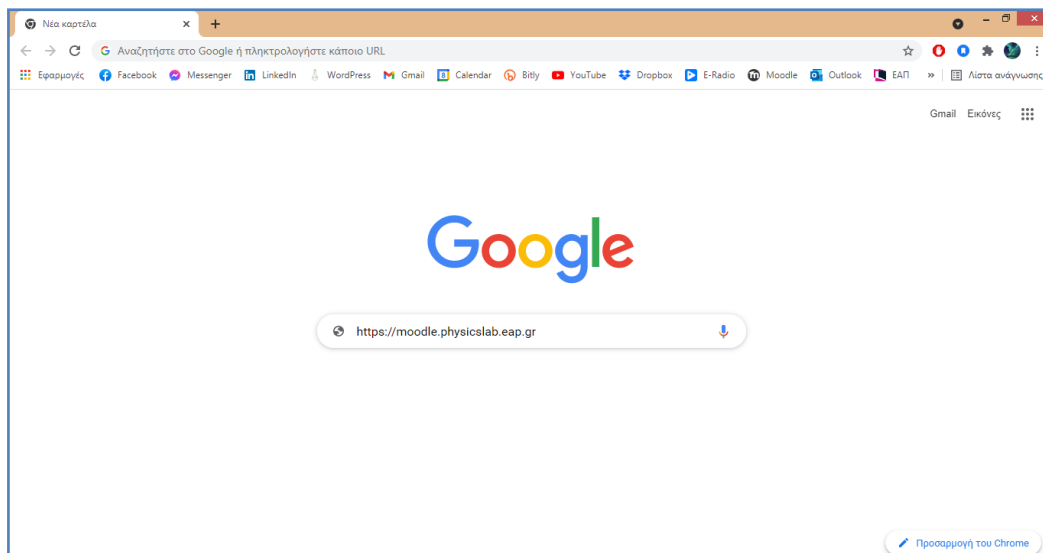 Νέα καρτέλα
Αναζητήστε στο Google ή πληκτρολογήστε κάποιο URL
Εφαρμογές Facebook Messenger LinkedIn WordPress Gmail Calendar Bitly YouTube Dropbox E-Radio Moodle Outlook ΕΑΠ » Λίστα ανάγνωσης
Gmail Εικόνες
Google
https://moodle.physicslab.eap.gr
Προσαρμογή του Chrome